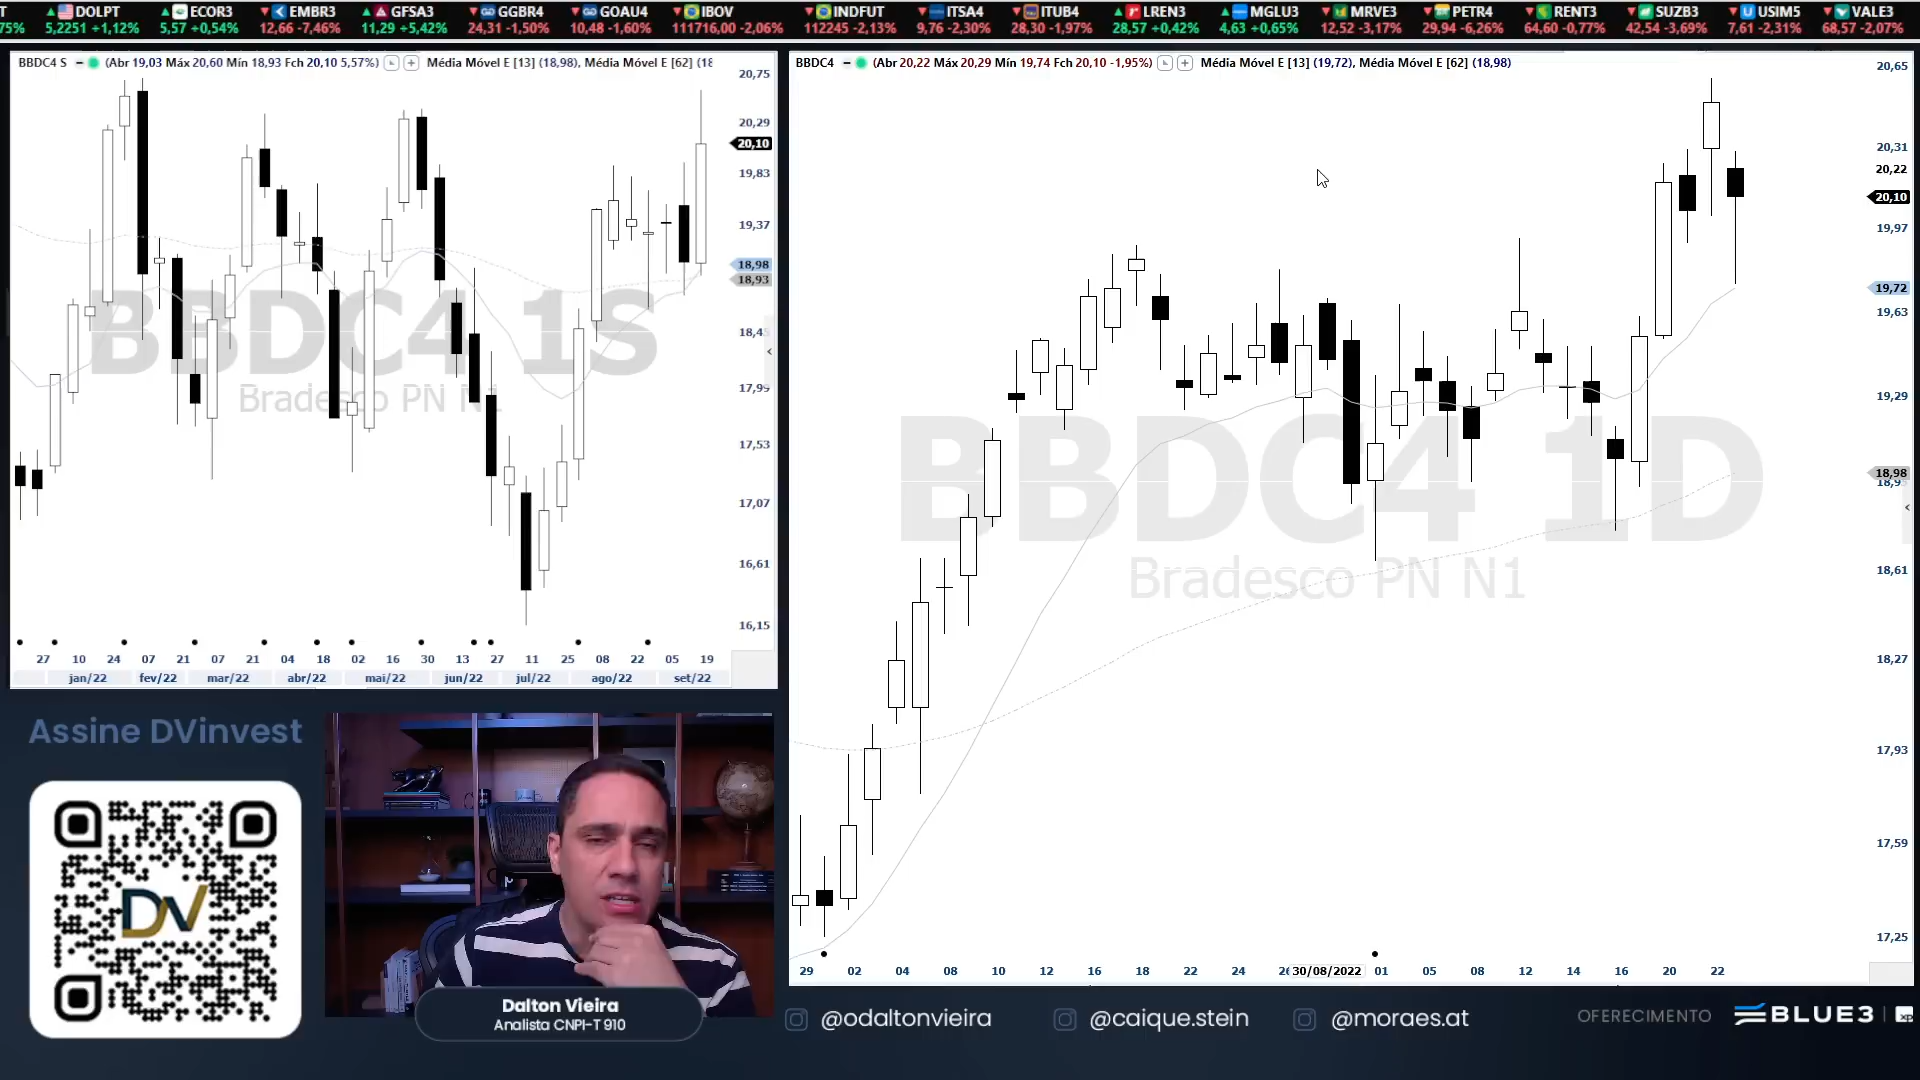 T DOLPT ECOR3 EMBR3 GFSA3 GGBR4 GOAU4 IBOV INDFUT ITSA4 ITUB4 LREN3 MGLU3 MRVE3 PETR4 RENT3 SUZB3 USIM5 VALE3
75% 5,2251 +1,12% 5,57 +0,54% 12,66 -7,46% 11,29 +5,42% 24,31 -1,50% 10,48 -1,60% 111716,00 -2,06% 112245 -2,13% 9,76 -2,30% 28,30 -1,97% 28,57 +0,42% 4,63 +0,65% 12,52 -3,17% 29,94 -6,26% 64,60 -0,77% 42,54 -3,69% 7,61 -2,31% 68,57 -2,07%
BBDC4 S (Abr 19,03 Máx 20,60 Mín 18,93 Fch 20,10 5,57%) Média Móvel E [13] (18,98), Média Móvel E [62] (18
20,75
20,29
20,10
19,83
19,37
18,98
18,93
18,43
17,99
17,53
17,07
16,61
16,15
BBDC4 1S
Bradesco PN N1
27 10 24 07 21 07 21 04 18 02 16 30 13 27 11 25 08 22 05 19
jan/22 fev/22 mar/22 abr/22 mai/22 jun/22 jul/22 ago/22 set/22
BBDC4 (Abr 20,22 Máx 20,29 Mín 19,74 Fch 20,10 -1,95%) Média Móvel E [13] (19,72), Média Móvel E [62] (18,98)
20,65
20,31
20,22
20,10
19,97
19,72
19,63
19,29
18,98
18,61
18,27
17,93
17,59
17,25
BBDC4 1D
Bradesco PN N1
29 02 04 08 10 12 16 18 22 24 30/08/2022 01 05 08 12 14 16 20 22
Assine DVinvest
DV
Dalton Vieira
Analista CNPI-T 910
@odaltonvieira @caique.stein @moraes.at
OFERECIMENTO BLUE3 xp